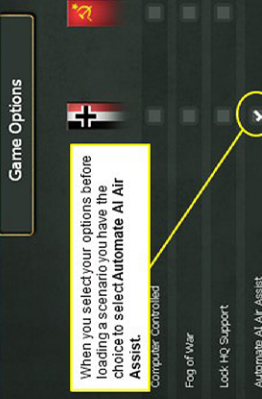 Game Options
When you select your options before
loading a scenario you have the
choice to select Automate AI Air
Assist.
Computer Controlled
Fog of War
Lock HQ Support
Automate AI Air Assist